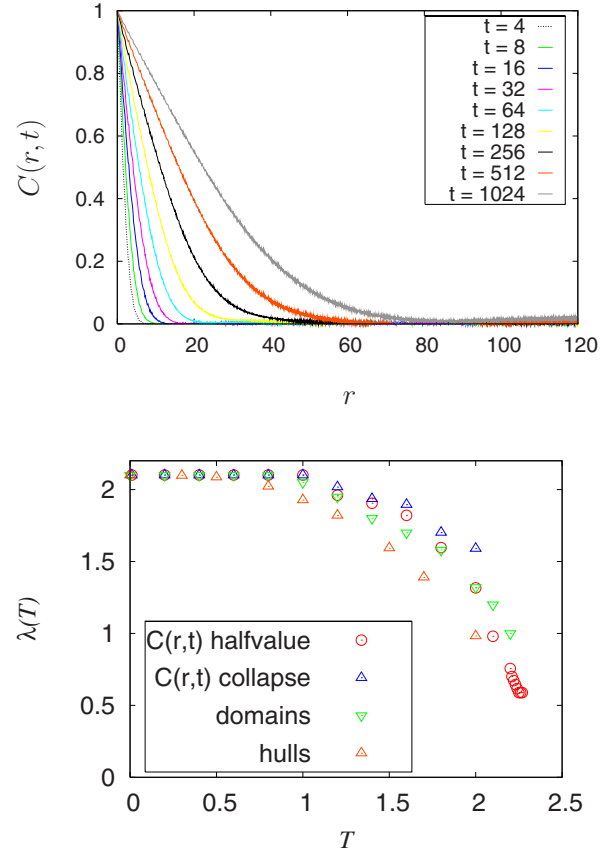 1
0.8
0.6
0.4
0.2
0
C(r, t)
t = 4
t = 8
t = 16
t = 32
t = 64
t = 128
t = 256
t = 512
t = 1024
0 20 40 60 80 100 120
r
2
1.5
1
0.5
0
λ(T)
C(r,t) halfvalue
C(r,t) collapse
domains
hulls
0 0.5 1 1.5 2 2.5
T